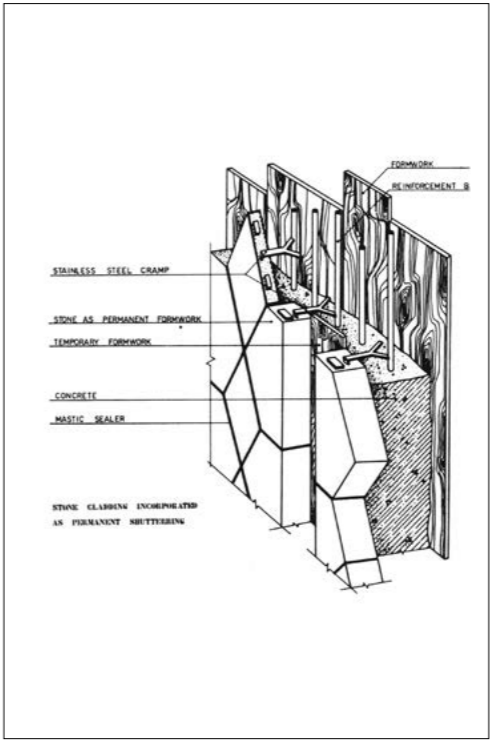 FORMWORK
REINFORCEMENT B
STAINLESS STEEL CRAMP
STONE AS PERMANENT FORMWORK
TEMPORARY FORMWORK
CONCRETE
MASTIC SEALER
STONE CLADDING INCORPORATED
AS PERMANENT SHUTTERING